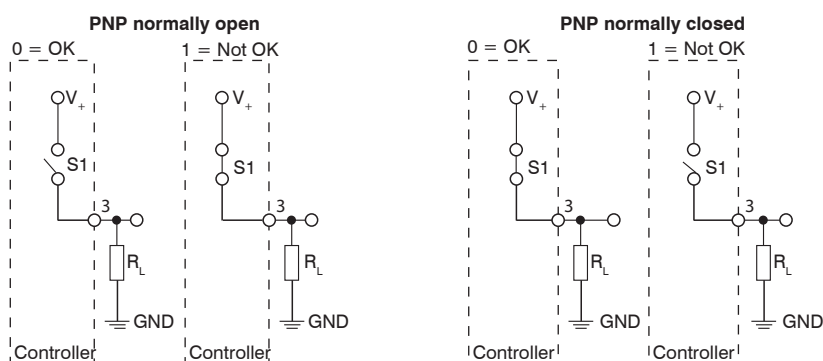 PNP normally open
0 = OK
1 = Not OK
V+
S1
3
RL
GND
Controller
V+
S1
3
RL
GND
Controller
PNP normally closed
0 = OK
1 = Not OK
V+
S1
3
RL
GND
Controller
V+
S1
3
RL
GND
Controller